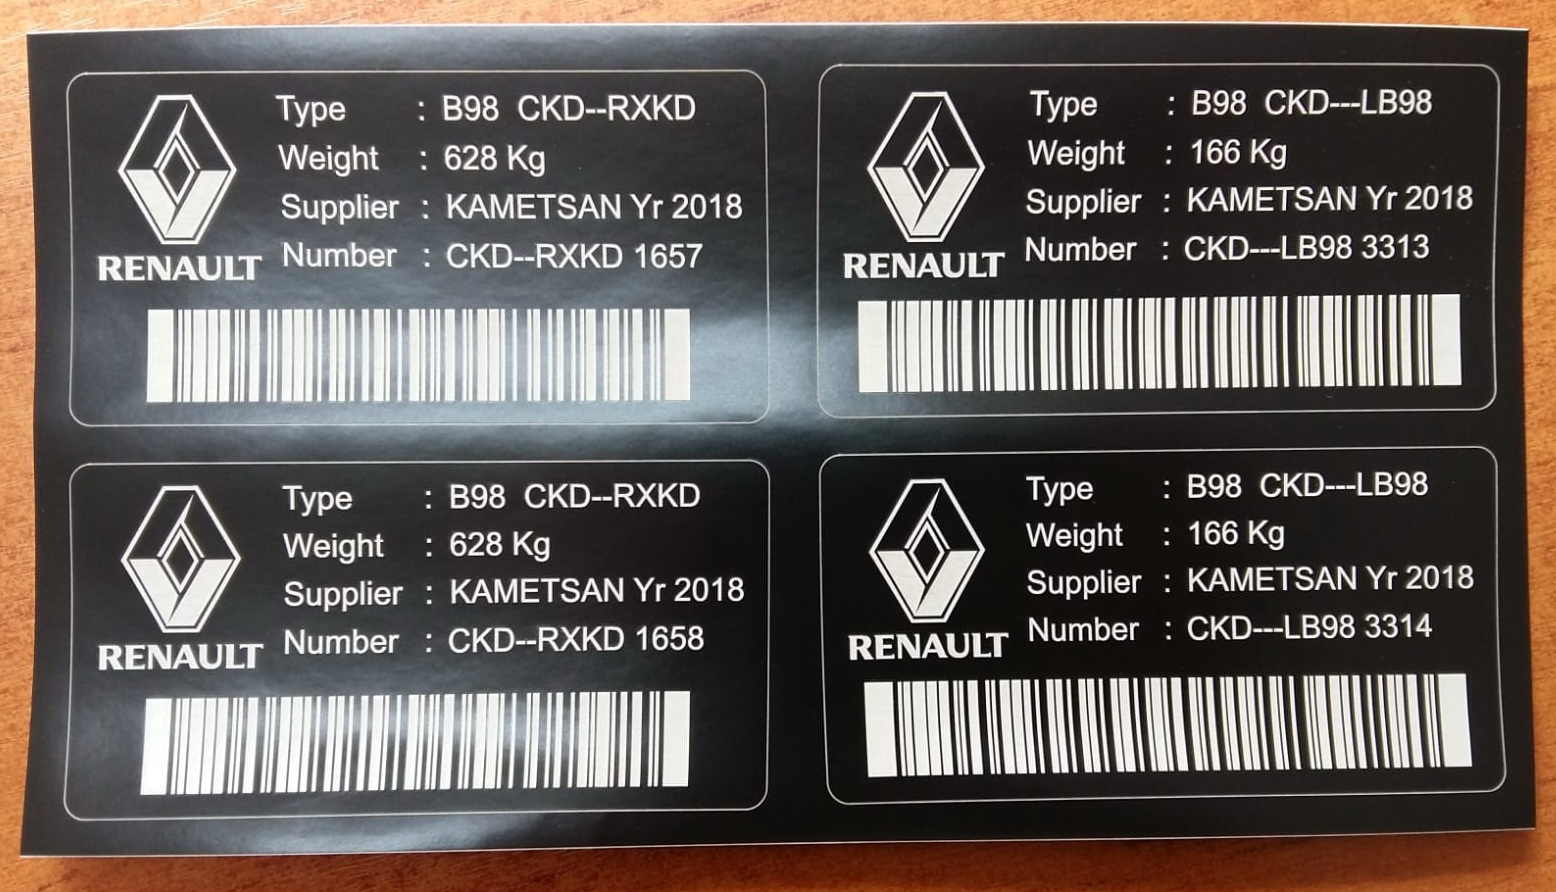 Type : B98 CKD--RXKD
Weight : 628 Kg
Supplier : KAMETSAN Yr 2018
Number : CKD--RXKD 1657
RENAULT
Type : B98 CKD---LB98
Weight : 166 Kg
Supplier : KAMETSAN Yr 2018
Number : CKD---LB98 3313
RENAULT
Type : B98 CKD--RXKD
Weight : 628 Kg
Supplier : KAMETSAN Yr 2018
Number : CKD--RXKD 1658
RENAULT
Type : B98 CKD---LB98
Weight : 166 Kg
Supplier : KAMETSAN Yr 2018
Number : CKD---LB98 3314
RENAULT